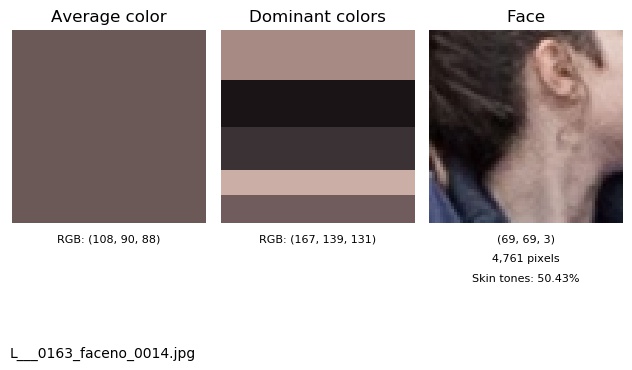 Average color
Dominant colors
Face
RGB: (108, 90, 88)
RGB: (167, 139, 131)
(69, 69, 3)
4,761 pixels
Skin tones: 50.43%
L___0163_faceno_0014.jpg